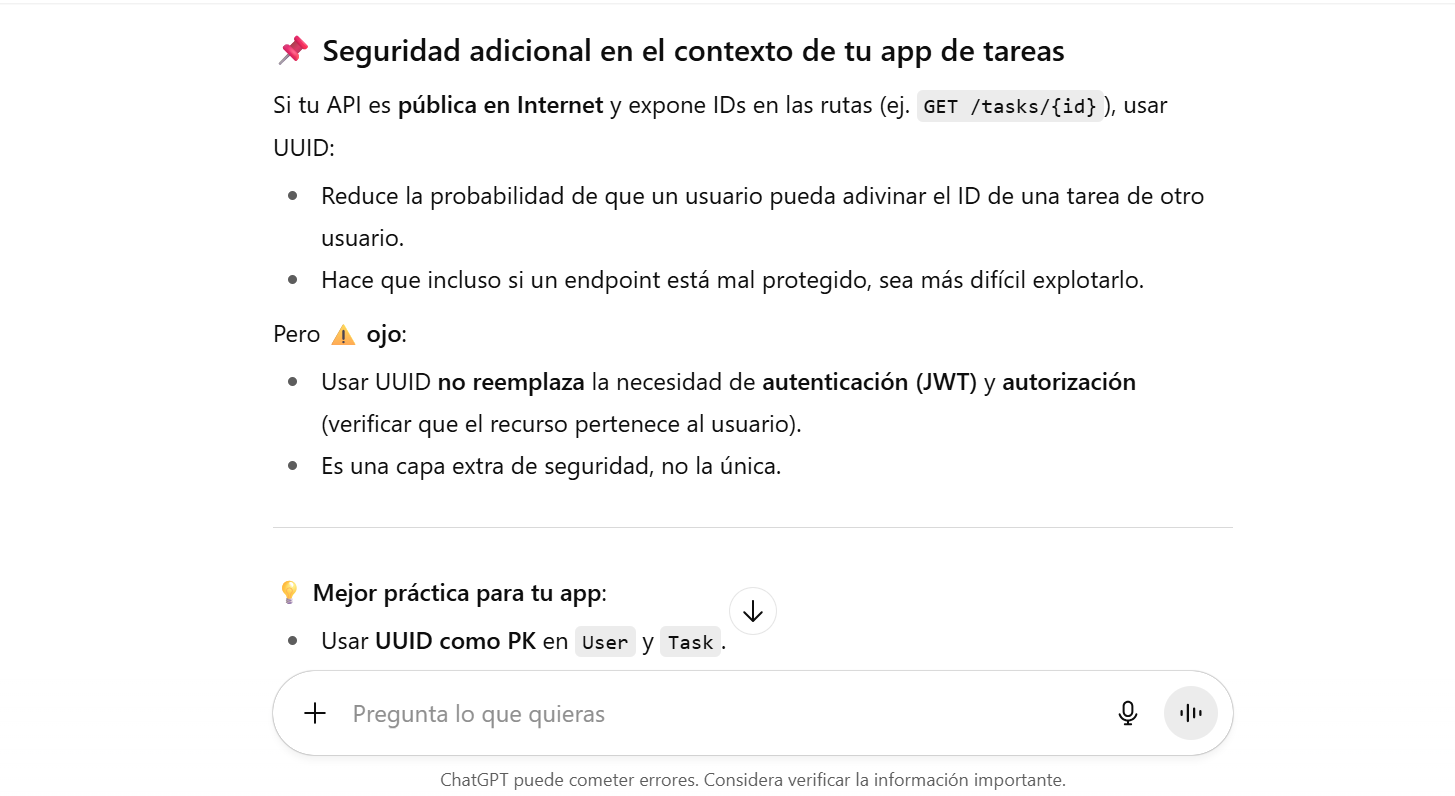 📌 Seguridad adicional en el contexto de tu app de tareas
Si tu API es pública en Internet y expone IDs en las rutas (ej. GET /tasks/{id}), usar
UUID:
• Reduce la probabilidad de que un usuario pueda adivinar el ID de una tarea de otro
usuario.
• Hace que incluso si un endpoint está mal protegido, sea más difícil explotarlo.
Pero ⚠️ ojo:
• Usar UUID no reemplaza la necesidad de autenticación (JWT) y autorización
(verificar que el recurso pertenece al usuario).
• Es una capa extra de seguridad, no la única.
💡 Mejor práctica para tu app:
• Usar UUID como PK en User y Task.
Pregunta lo que quieras
ChatGPT puede cometer errores. Considera verificar la información importante.